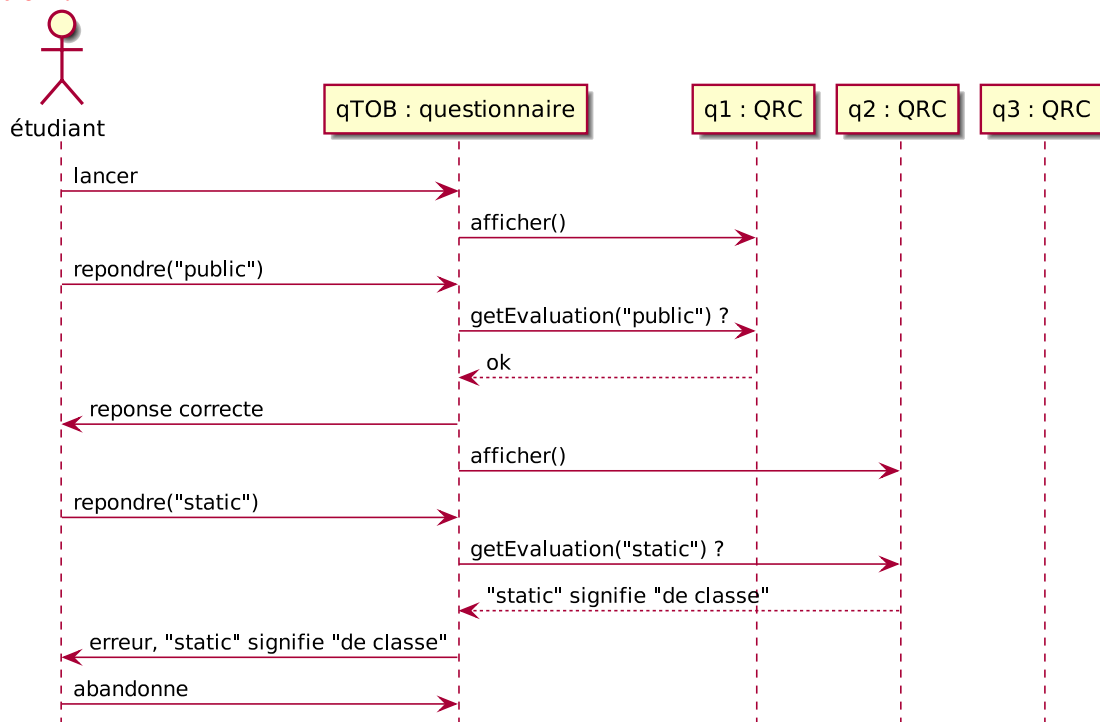 étudiant
qTOB : questionnaire
q1 : QRC
q2 : QRC
q3 : QRC
lancer
afficher()
repondre("public")
getEvaluation("public") ?
ok
reponse correcte
afficher()
repondre("static")
getEvaluation("static") ?
"static" signifie "de classe"
erreur, "static" signifie "de classe"
abandonne